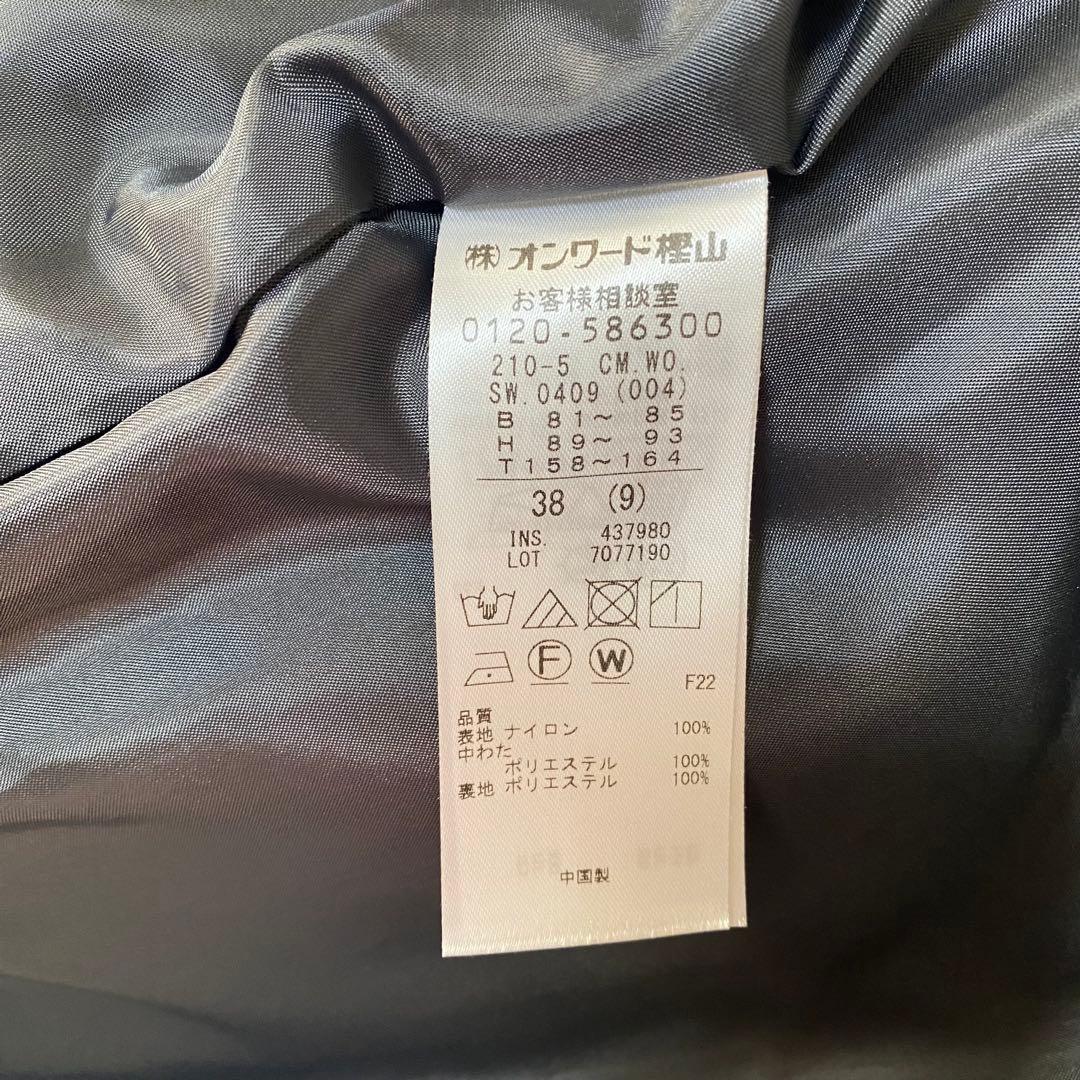 ㈱オンワード樫山
お客様相談室
0120-586300
210-5 CM.WO.
SW.0409 (004)
B 81～ 85
H 89～ 93
T158～164
38 (9)
INS. 437980
LOT 7077190
F W
F22
品質
表地 ナイロン 100%
中わた
ポリエステル 100%
裏地 ポリエステル 100%
中国製